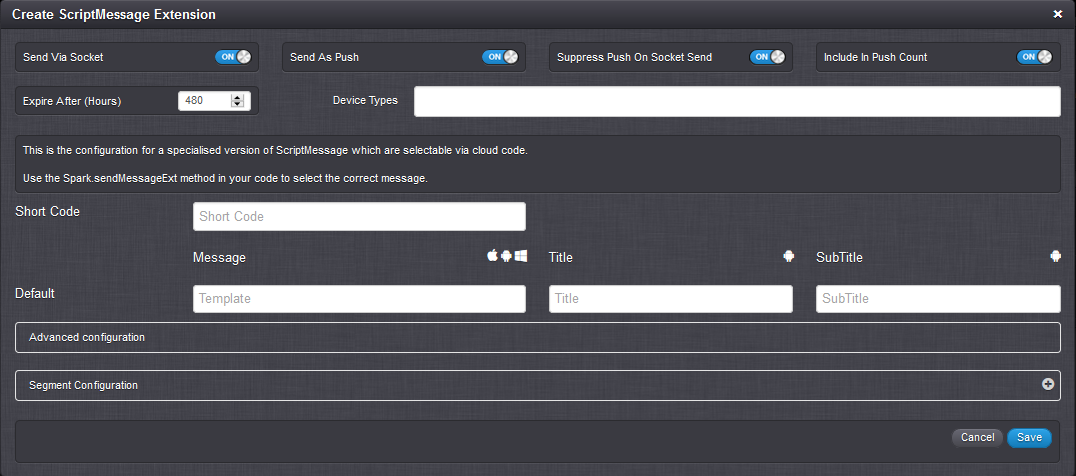 Create ScriptMessage Extension
Send Via Socket ON
Send As Push ON
Suppress Push On Socket Send ON
Include In Push Count ON
Expire After (Hours) 480
Device Types
This is the configuration for a specialised version of ScriptMessage which are selectable via cloud code.
Use the Spark.sendMessageExt method in your code to select the correct message.
Short Code Short Code
Message Title SubTitle
Default Template Title SubTitle
Advanced configuration
Segment Configuration
Cancel Save